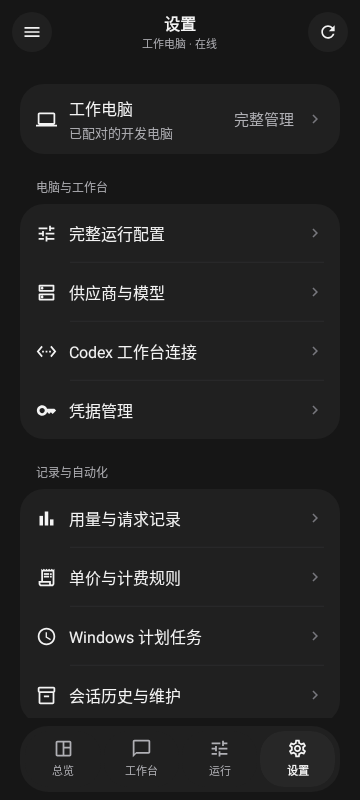 设置
工作电脑 · 在线
工作电脑
已配对的开发电脑
完整管理
电脑与工作台
完整运行配置
供应商与模型
Codex 工作台连接
凭据管理
记录与自动化
用量与请求记录
单价与计费规则
Windows 计划任务
会话历史与维护
总览
工作台
运行
设置